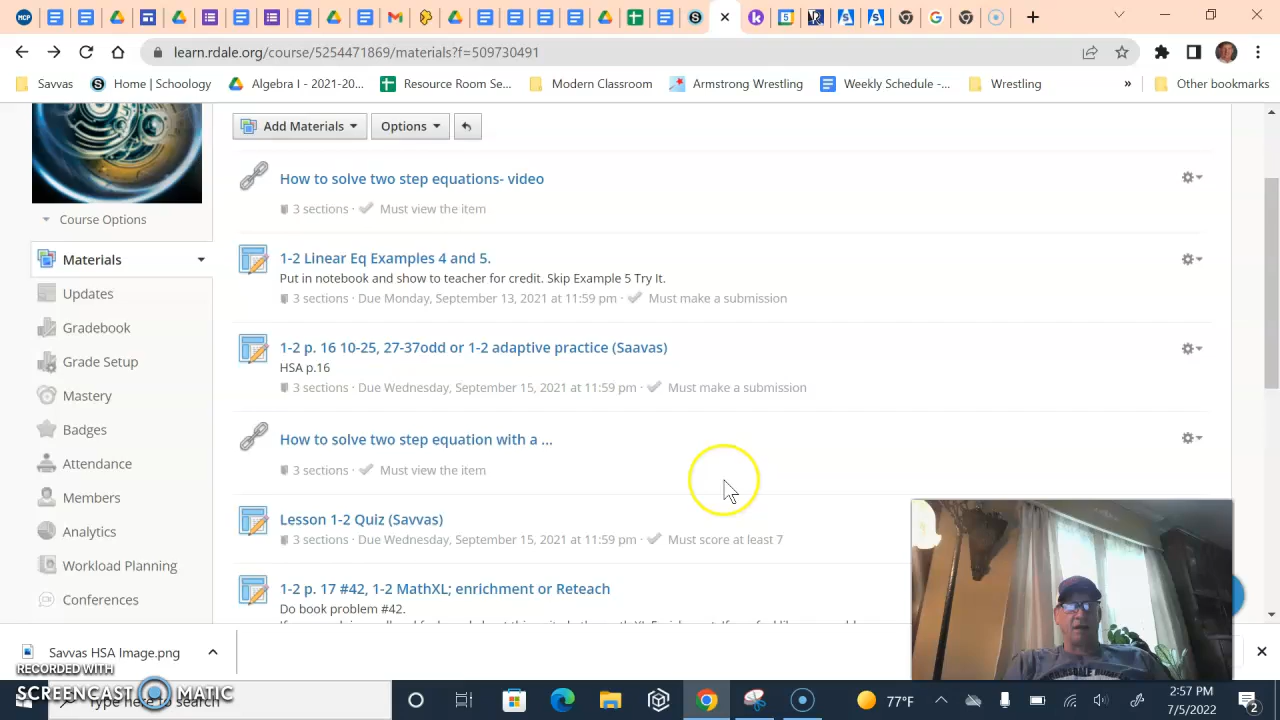 learn.rdale.org/course/5254471869/materials?f=509730491
Savvas
Home | Schoology
Algebra I - 2021-20...
Resource Room Se...
Modern Classroom
Armstrong Wrestling
Weekly Schedule -...
Wrestling
»
Other bookmarks
Add Materials
Options
How to solve two step equations- video
3 sections · Must view the item
Course Options
1-2 Linear Eq Examples 4 and 5.
Put in notebook and show to teacher for credit. Skip Example 5 Try It.
3 sections · Due Monday, September 13, 2021 at 11:59 pm · Must make a submission
1-2 p. 16 10-25, 27-37odd or 1-2 adaptive practice (Saavas)
HSA p.16
3 sections · Due Wednesday, September 15, 2021 at 11:59 pm · Must make a submission
How to solve two step equation with a ...
3 sections · Must view the item
Lesson 1-2 Quiz (Savvas)
3 sections · Due Wednesday, September 15, 2021 at 11:59 pm · Must score at least 7
1-2 p. 17 #42, 1-2 MathXL; enrichment or Reteach
Do book problem #42.
Materials
Updates
Gradebook
Grade Setup
Mastery
Badges
Attendance
Members
Analytics
Workload Planning
Conferences
Savvas HSA Image.png
RECORDED WITH
SCREENCAST MATIC
Type here to search
77°F
2:57 PM
7/5/2022
2